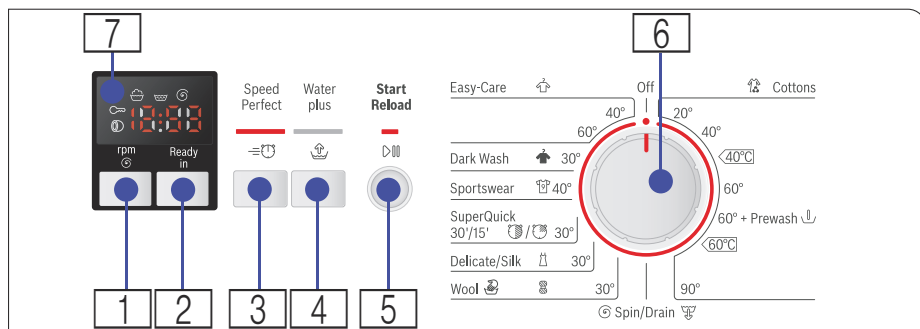 7
6
18:83
rpm
Ready
in
Speed
Perfect
Water
plus
Start
Reload
1
2
3
4
5
Easy-Care
Off
Cottons
40°
20°
60°
40°
Dark Wash 30°
40°C
Sportswear 40°
60°
SuperQuick
30'/15' / 30°
60° + Prewash
60°C
Delicate/Silk 30°
Wool 30°
90°
Spin/Drain